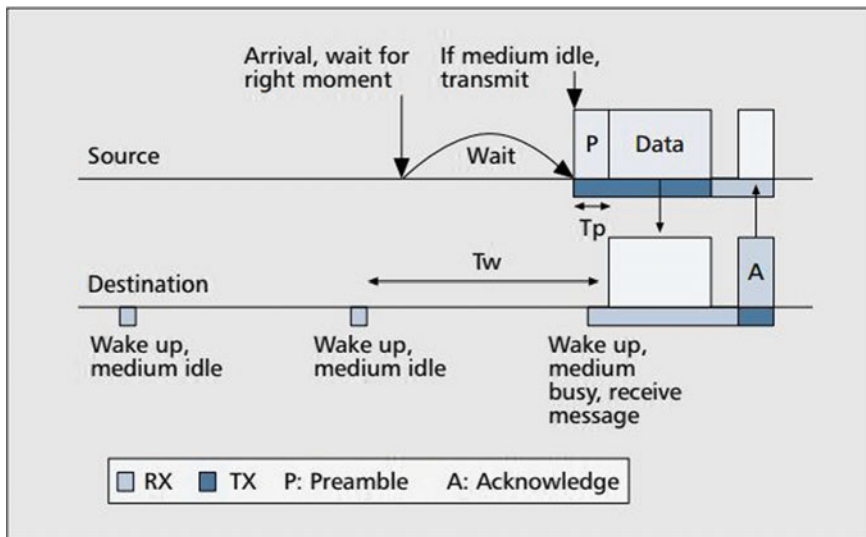 Arrival, wait for
right moment
If medium idle,
transmit
Source
Wait
P
Data
Tp
Tw
Destination
A
Wake up,
medium idle
Wake up,
medium idle
Wake up,
medium
busy, receive
message
RX TX P: Preamble A: Acknowledge